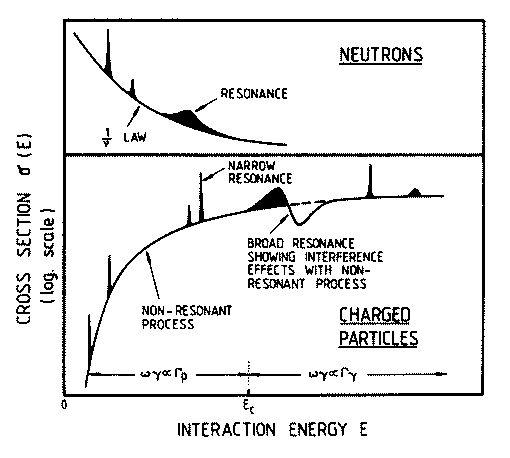 NEUTRONS
RESONANCE
1/v LAW
CROSS SECTION σ (E)
(log. scale)
NARROW
RESONANCE
BROAD RESONANCE
SHOWING INTERFERENCE
EFFECTS WITH NON-
RESONANT PROCESS
NON-RESONANT
PROCESS
CHARGED
PARTICLES
ωγ∝Γp
ωγ∝Γγ
0
Ec
INTERACTION ENERGY E